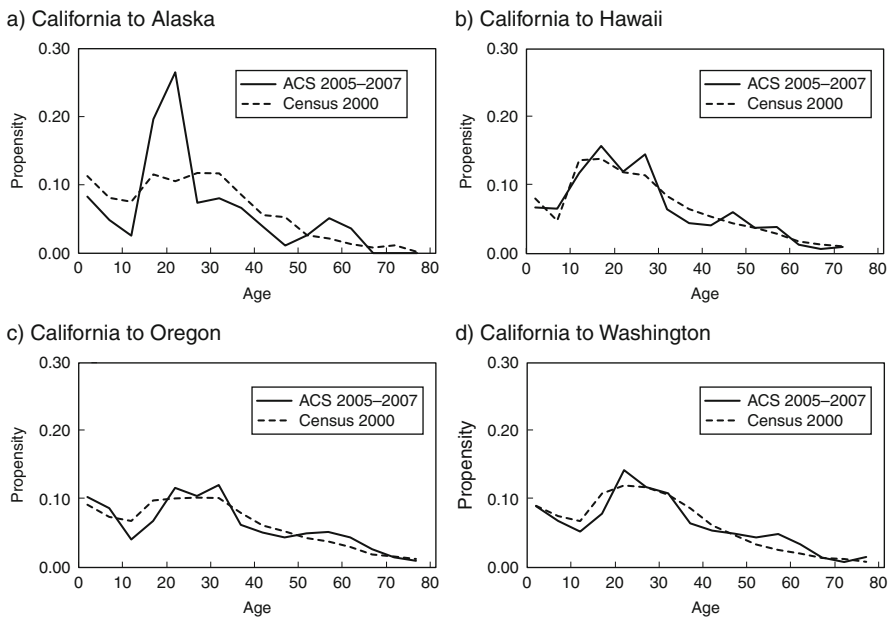 a) California to Alaska
0.30
0.20
0.10
0.00
Propensity
ACS 2005–2007
Census 2000
0 10 20 30 40 50 60 70 80
Age
b) California to Hawaii
0.30
0.20
0.10
0.00
Propensity
ACS 2005–2007
Census 2000
0 10 20 30 40 50 60 70 80
Age
c) California to Oregon
0.30
0.20
0.10
0.00
Propensity
ACS 2005–2007
Census 2000
0 10 20 30 40 50 60 70 80
Age
d) California to Washington
0.30
0.20
0.10
0.00
Propensity
ACS 2005–2007
Census 2000
0 10 20 30 40 50 60 70 80
Age